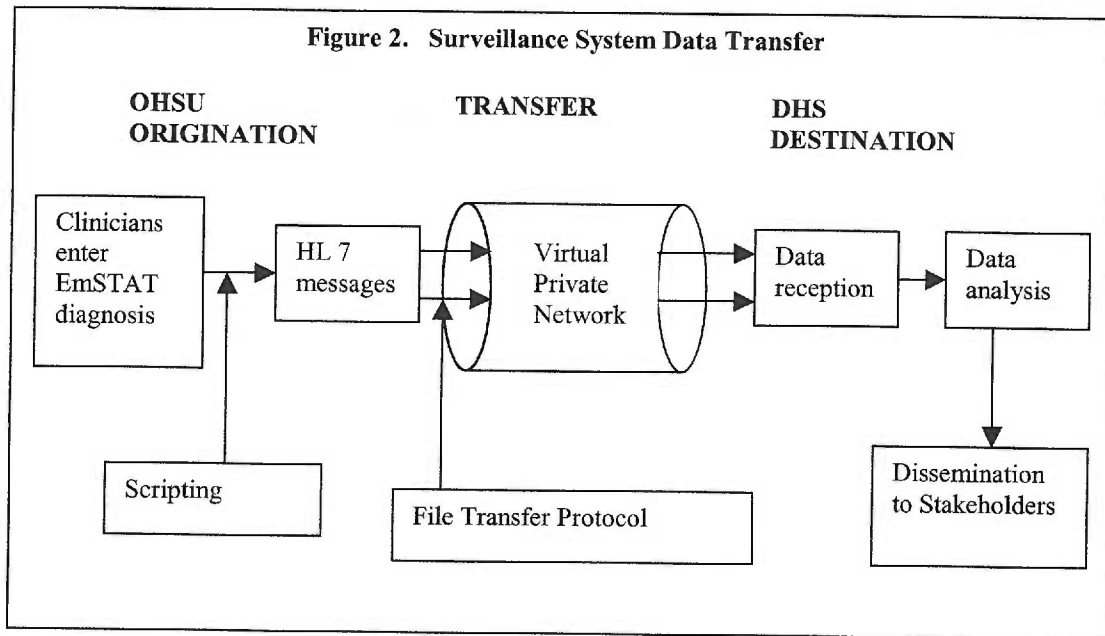 Figure 2. Surveillance System Data Transfer
OHSU
ORIGINATION
TRANSFER
DHS
DESTINATION
Clinicians
enter
EmSTAT
diagnosis
HL 7
messages
Virtual
Private
Network
Data
reception
Data
analysis
Scripting
File Transfer Protocol
Dissemination
to Stakeholders